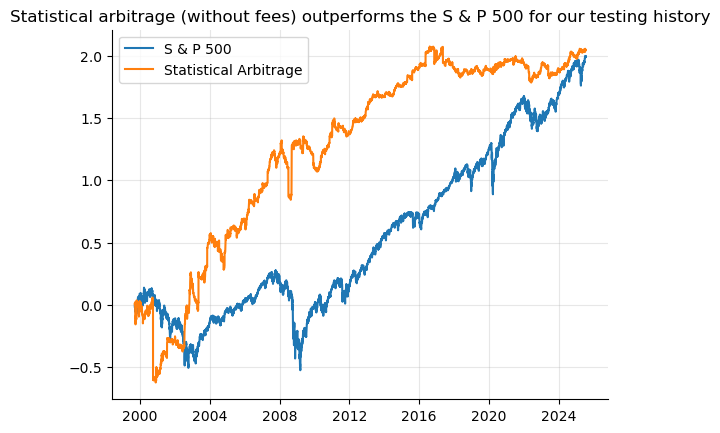 Statistical arbitrage (without fees) outperforms the S & P 500 for our testing history
S & P 500
Statistical Arbitrage
2.0
1.5
1.0
0.5
0.0
−0.5
2000 2004 2008 2012 2016 2020 2024